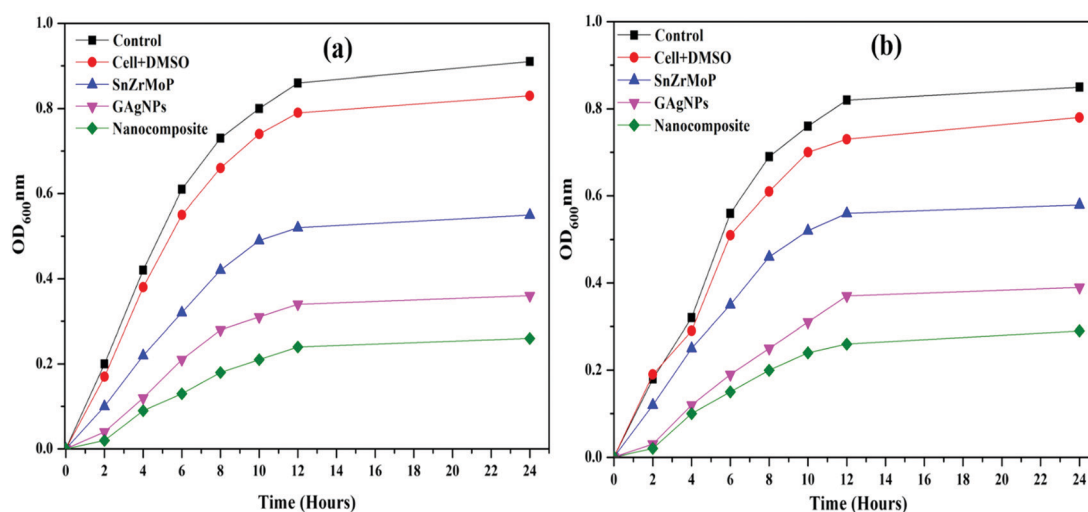 (a)
Control
Cell+DMSO
SnZrMoP
GAgNPs
Nanocomposite
1.0
0.8
0.6
0.4
0.2
0.0
OD600nm
0 2 4 6 8 10 12 14 16 18 20 22 24
Time (Hours)
(b)
Control
Cell+DMSO
SnZrMoP
GAgNPs
Nanocomposite
1.0
0.8
0.6
0.4
0.2
0.0
OD600nm
0 2 4 6 8 10 12 14 16 18 20 22 24
Time (Hours)